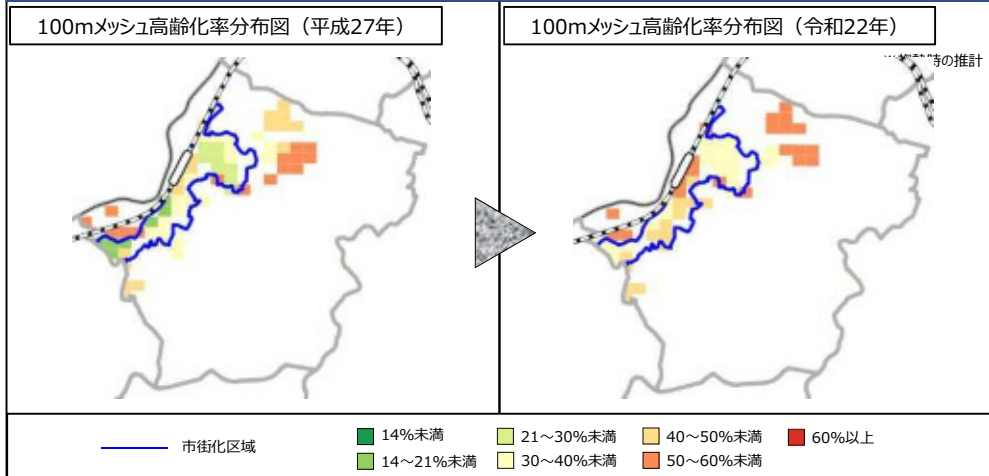 100mメッシュ高齢化率分布図（平成27年）
100mメッシュ高齢化率分布図（令和22年）
の推計
市街化区域
14%未満
21～30%未満
40～50%未満
60%以上
14～21%未満
30～40%未満
50～60%未満